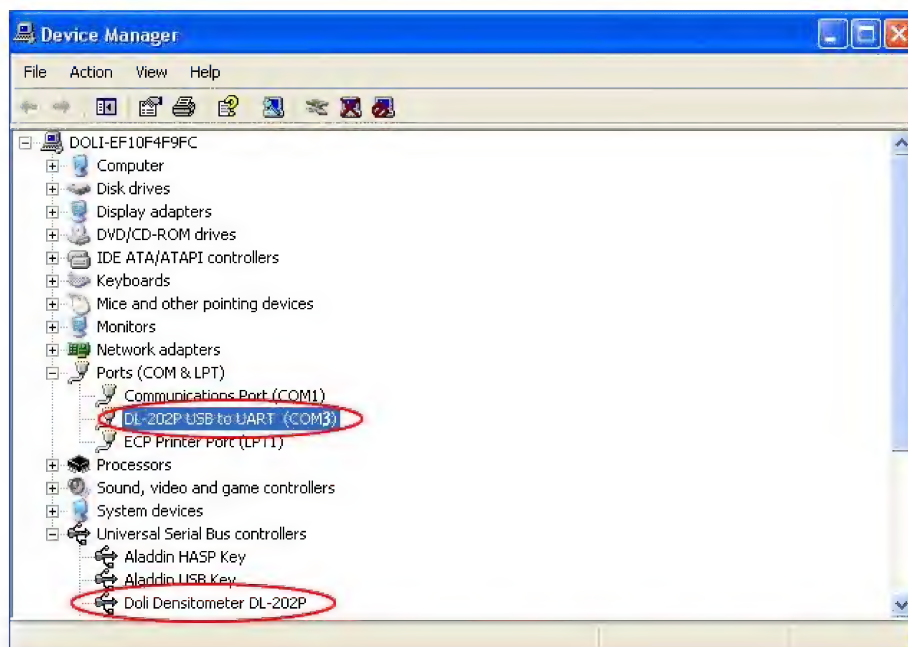 Device Manager
File Action View Help
DOLI-EF10F4F9FC
Computer
Disk drives
Display adapters
DVD/CD-ROM drives
IDE ATA/ATAPI controllers
Keyboards
Mice and other pointing devices
Monitors
Network adapters
Ports (COM & LPT)
Communications Port (COM1)
DL-202P USB to UART (COM3)
ECP Printer Port (LPT1)
Processors
Sound, video and game controllers
System devices
Universal Serial Bus controllers
Aladdin HASP Key
Aladdin USB Key
Doli Densitometer DL-202P